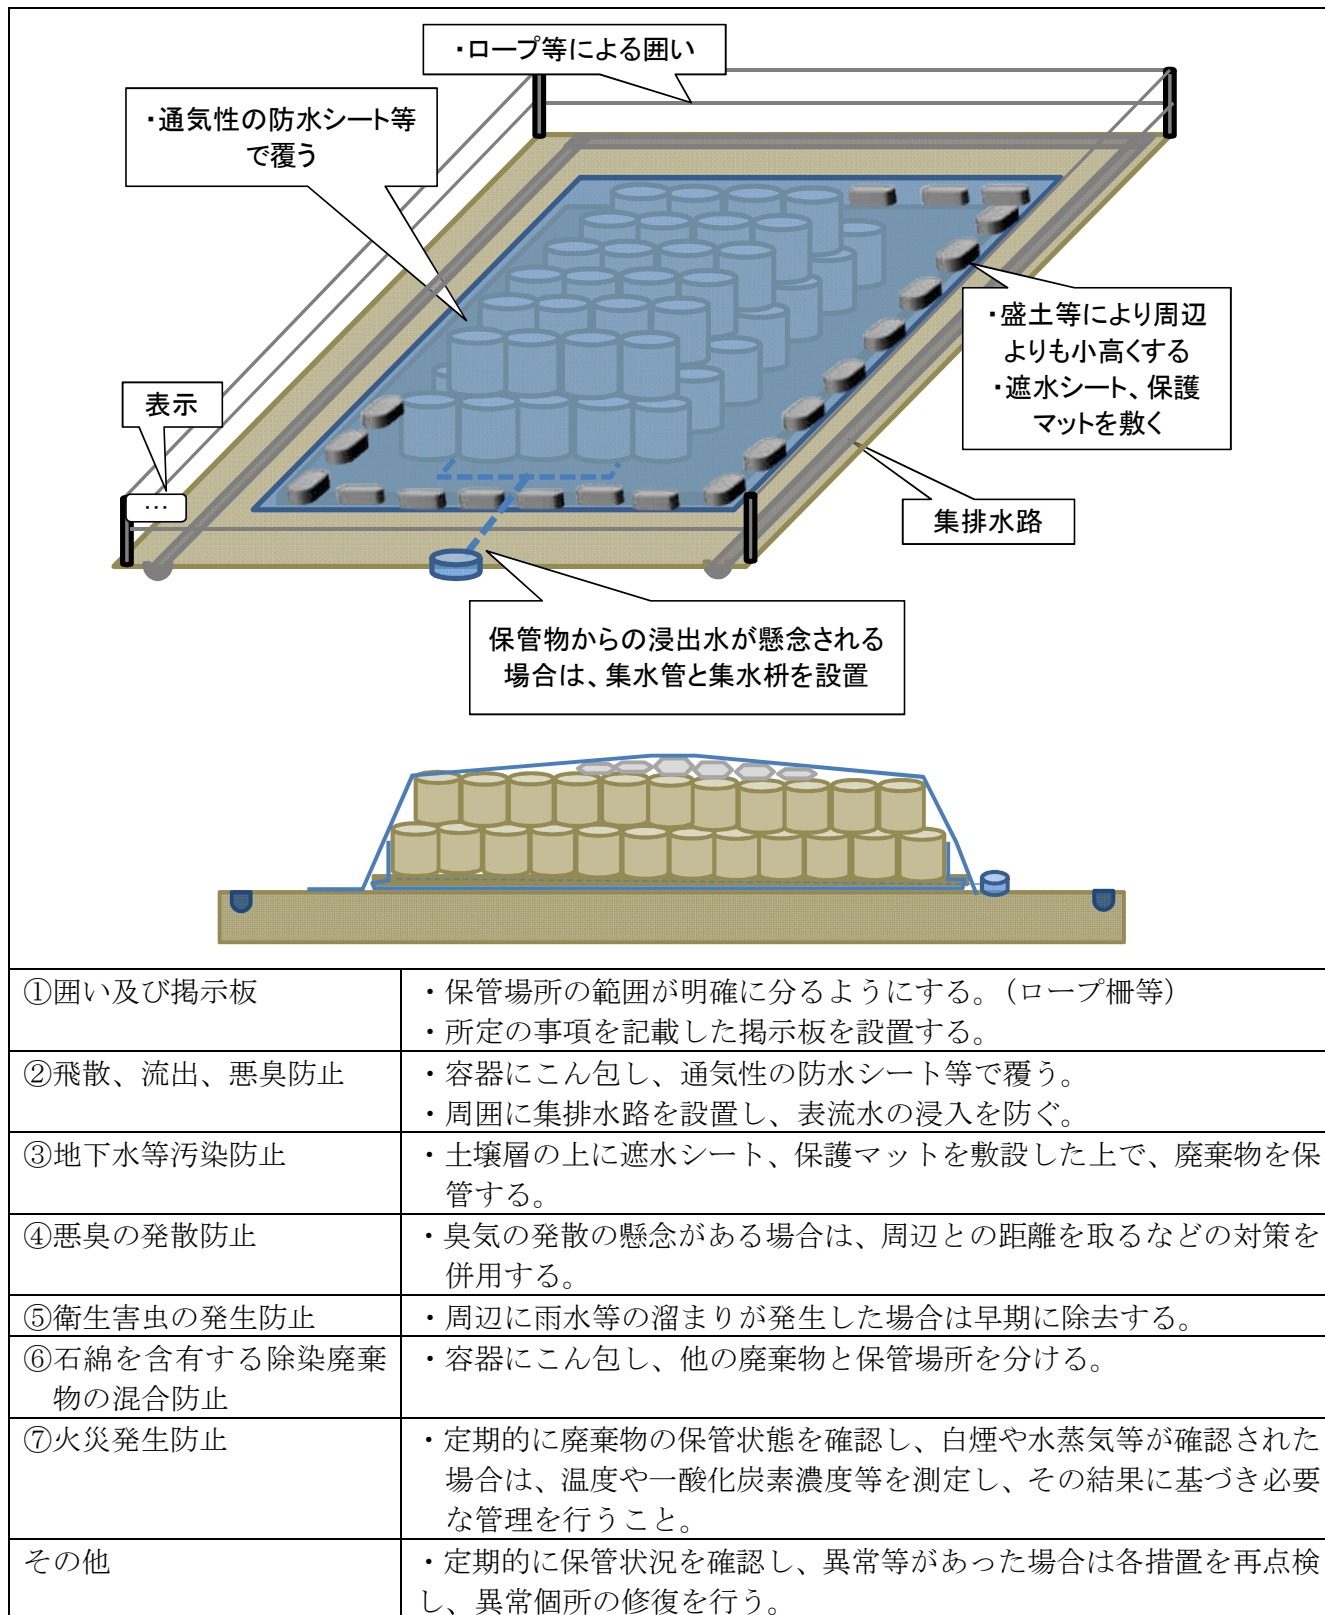 ・ロープ等による囲い
・通気性の防水シート等
で覆う
・盛土等により周辺
よりも小高くする
・遮水シート、保護
マットを敷く
表示
…
集排水路
保管物からの浸出水が懸念される
場合は、集水管と集水枡を設置
①囲い及び掲示板
・保管場所の範囲が明確に分るようにする。（ロープ柵等）
・所定の事項を記載した掲示板を設置する。
②飛散、流出、悪臭防止
・容器にこん包し、通気性の防水シート等で覆う。
・周囲に集排水路を設置し、表流水の浸入を防ぐ。
③地下水等汚染防止
・土壌層の上に遮水シート、保護マットを敷設した上で、廃棄物を保
管する。
④悪臭の発散防止
・臭気の発散の懸念がある場合は、周辺との距離を取るなどの対策を
併用する。
⑤衛生害虫の発生防止
・周辺に雨水等の溜まりが発生した場合は早期に除去する。
⑥石綿を含有する除染廃棄
物の混合防止
・容器にこん包し、他の廃棄物と保管場所を分ける。
⑦火災発生防止
・定期的に廃棄物の保管状態を確認し、白煙や水蒸気等が確認された
場合は、温度や一酸化炭素濃度等を測定し、その結果に基づき必要
な管理を行うこと。
その他
・定期的に保管状況を確認し、異常等があった場合は各措置を再点検
し、異常個所の修復を行う。